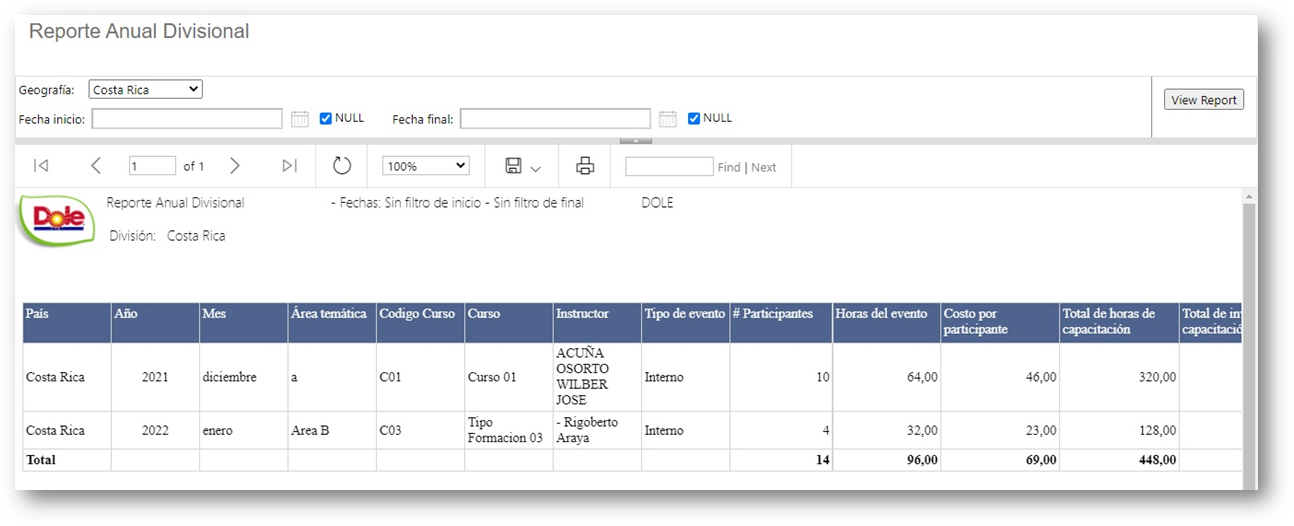 Reporte Anual Divisional
Geografía: Costa Rica
View Report
Fecha inicio: NULL Fecha final: NULL
1 of 1 100% Find | Next
Dole
Reporte Anual Divisional - Fechas: Sin filtro de inicio - Sin filtro de final DOLE
División: Costa Rica
País Año Mes Área temática Codigo Curso Curso Instructor Tipo de evento # Participantes Horas del evento Costo por participante Total de horas de capacitación Total de
Costa Rica 2021 diciembre a C01 Curso 01 ACUÑA OSORTO WILBER JOSE Interno 10 64,00 46,00 320,00
Costa Rica 2022 enero Area B C03 Tipo Formacion 03 - Rigoberto Araya Interno 4 32,00 23,00 128,00
Total 14 96,00 69,00 448,00